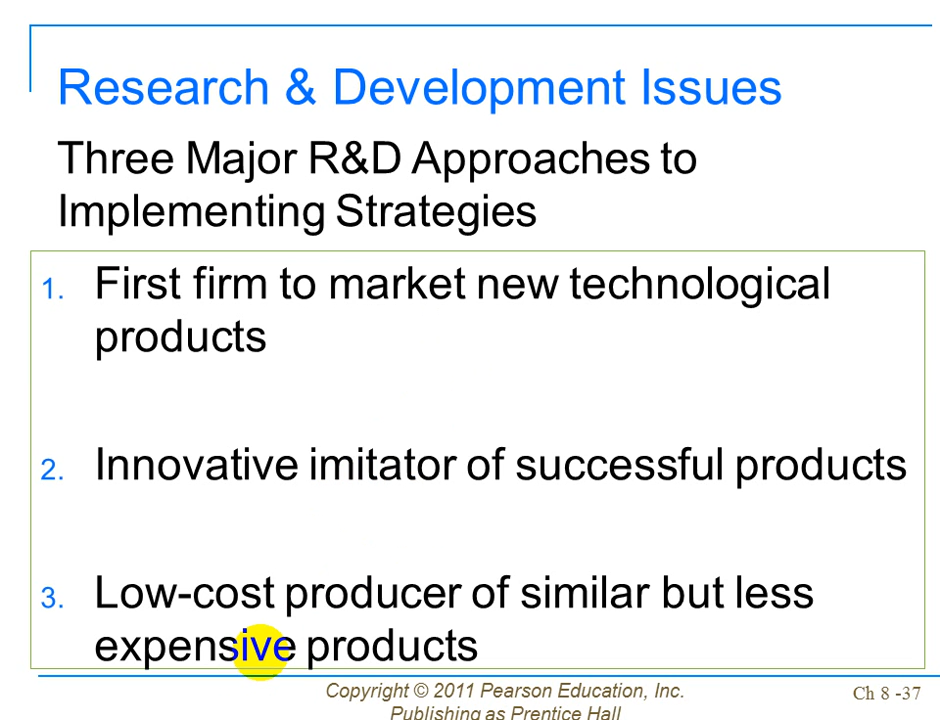 Research & Development Issues
Three Major R&D Approaches to
Implementing Strategies
1. First firm to market new technological
products
2. Innovative imitator of successful products
3. Low-cost producer of similar but less
expensive products
Copyright © 2011 Pearson Education, Inc.
Publishing as Prentice Hall
Ch 8 -37